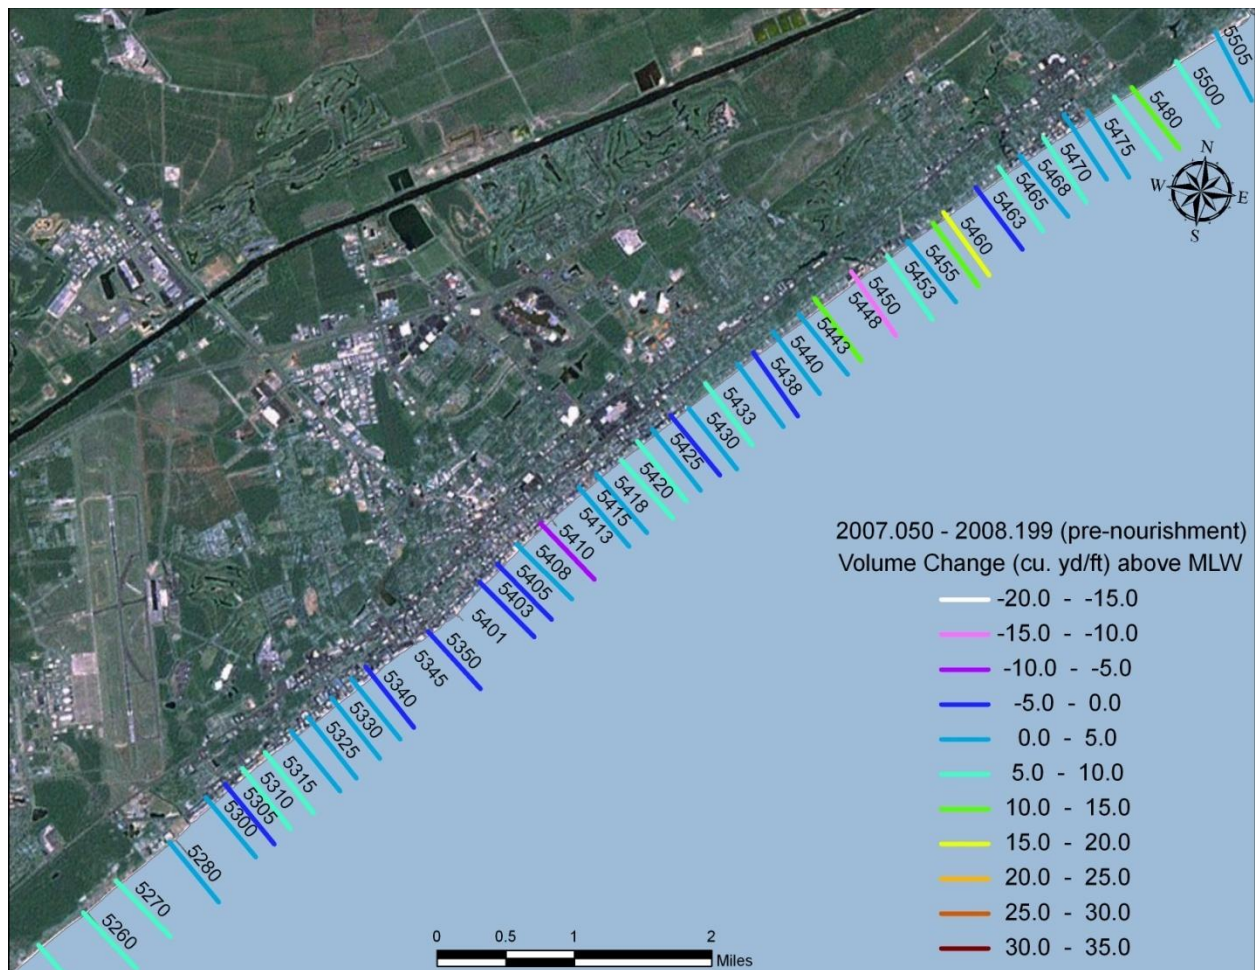 5505
5500
5480
5475
5470
5468
5465
5463
5460
5455
5453
5450
5448
5443
5440
5438
5433
5430
5425
5420
5418
5415
5413
5410
5408
5405
5403
5401
5350
5345
5340
5330
5325
5315
5310
5305
5300
5280
5270
5260
N
W E
S
2007.050 - 2008.199 (pre-nourishment)
Volume Change (cu. yd/ft) above MLW
-20.0 - -15.0
-15.0 - -10.0
-10.0 - -5.0
-5.0 - 0.0
0.0 - 5.0
5.0 - 10.0
10.0 - 15.0
15.0 - 20.0
20.0 - 25.0
25.0 - 30.0
30.0 - 35.0
0 0.5 1 2
Miles